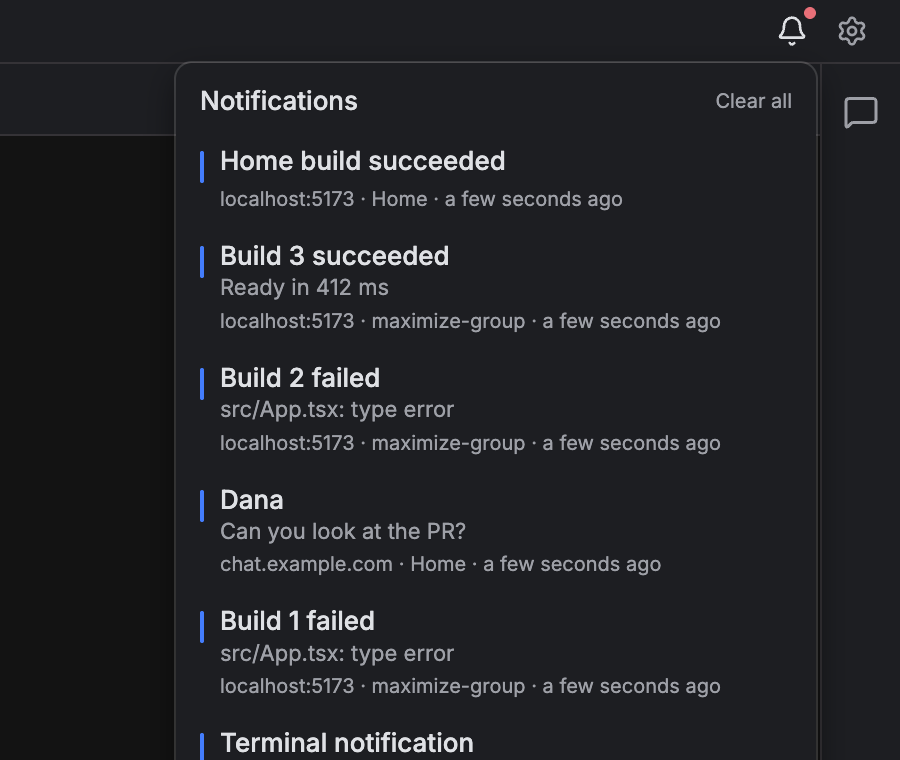 Notifications
Clear all
Home build succeeded
localhost:5173 · Home · a few seconds ago
Build 3 succeeded
Ready in 412 ms
localhost:5173 · maximize-group · a few seconds ago
Build 2 failed
src/App.tsx: type error
localhost:5173 · maximize-group · a few seconds ago
Dana
Can you look at the PR?
chat.example.com · Home · a few seconds ago
Build 1 failed
src/App.tsx: type error
localhost:5173 · maximize-group · a few seconds ago
Terminal notification